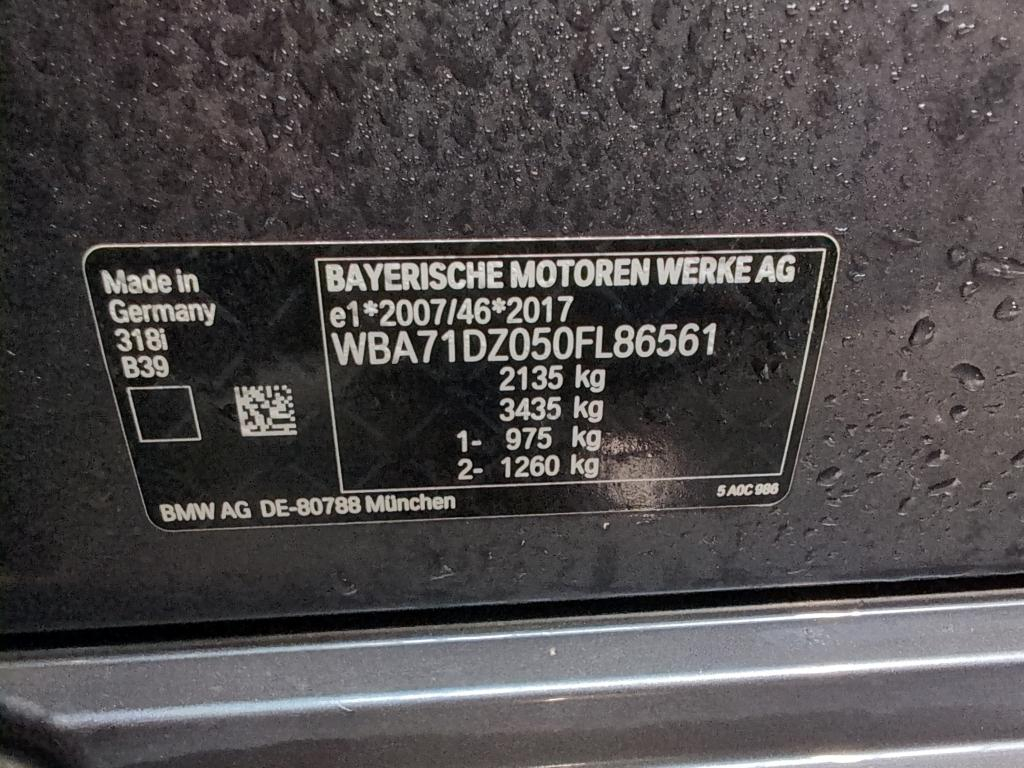 Made in
Germany
318i
B39
BAYERISCHE MOTOREN WERKE AG
e1*2007/46*2017
WBA71DZ050FL86561
2135 kg
3435 kg
1- 975 kg
2- 1260 kg
BMW AG DE-80788 München
5 A0C 986